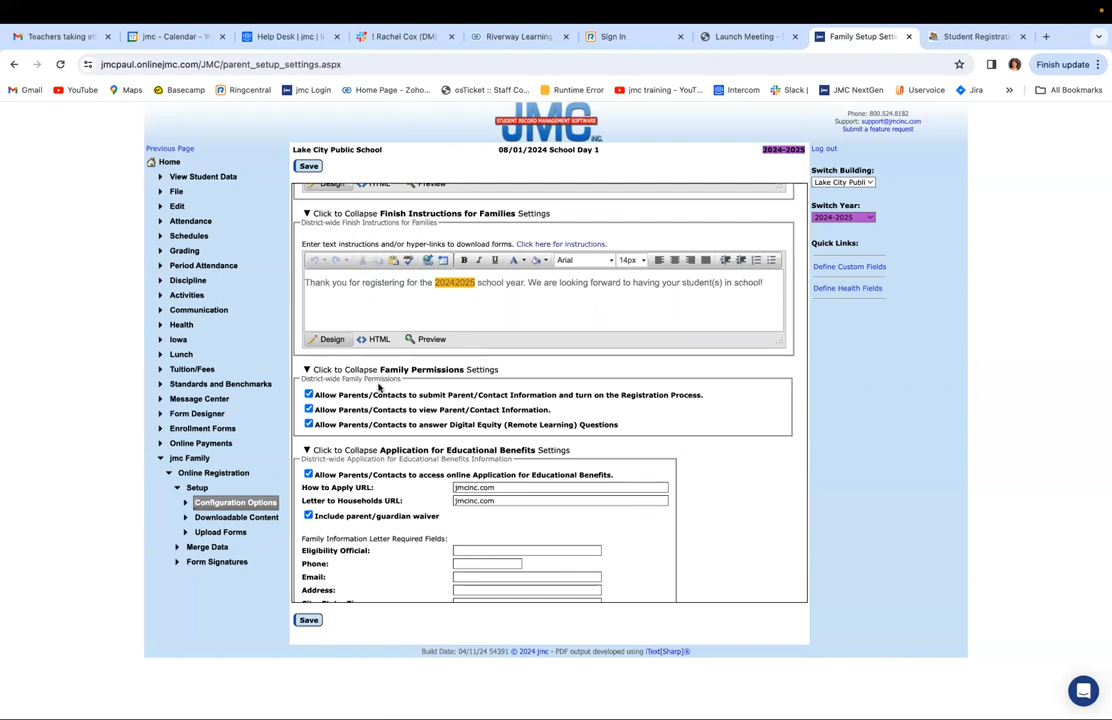 Teachers taking at
jmc - Calendar - W
Help Desk | jmc | In
! Rachel Cox (DM)
Riverway Learning
Sign In
Launch Meeting -
Family Setup Setti
Student Registrati
jmcpaul.onlinejmc.com/JMC/parent_setup_settings.aspx
Finish update
Gmail
YouTube
Maps
Basecamp
Ringcentral
jmc Login
Home Page - Zoho...
osTicket :: Staff Co...
Runtime Error
jmc training - YouT...
Intercom
Slack |
JMC NextGen
Uservoice
Jira
All Bookmarks
JMC INC.
STUDENT RECORD MANAGEMENT SOFTWARE
Phone: 800.524.8182
Support: support@jmcinc.com
Submit a feature request
Previous Page
Lake City Public School
08/01/2024 School Day 1
2024-2025
Log out
Home
View Student Data
File
Edit
Attendance
Schedules
Grading
Period Attendance
Discipline
Activities
Communication
Health
Iowa
Lunch
Tuition/Fees
Standards and Benchmarks
Message Center
Form Designer
Enrollment Forms
Online Payments
jmc Family
Online Registration
Setup
Configuration Options
Downloadable Content
Upload Forms
Merge Data
Form Signatures
Save
Design HTML Preview
Click to Collapse Finish Instructions for Families Settings
District-wide Finish Instructions for Families
Enter text instructions and/or hyper-links to download forms. Click here for instructions.
B I U A Arial 14px
Thank you for registering for the 20242025 school year. We are looking forward to having your student(s) in school!
Design HTML Preview
Click to Collapse Family Permissions Settings
District-wide Family Permissions
Allow Parents/Contacts to submit Parent/Contact Information and turn on the Registration Process.
Allow Parents/Contacts to view Parent/Contact Information.
Allow Parents/Contacts to answer Digital Equity (Remote Learning) Questions
Click to Collapse Application for Educational Benefits Settings
District-wide Application for Educational Benefits Information
Allow Parents/Contacts to access online Application for Educational Benefits.
How to Apply URL: jmcinc.com
Letter to Households URL: jmcinc.com
Include parent/guardian waiver
Family Information Letter Required Fields:
Eligibility Official:
Phone:
Email:
Address:
Save
Switch Building:
Lake City Publi
Switch Year:
2024-2025
Quick Links:
Define Custom Fields
Define Health Fields
Build Date: 04/11/24 54391 © 2024 jmc - PDF output developed using iText[Sharp]®